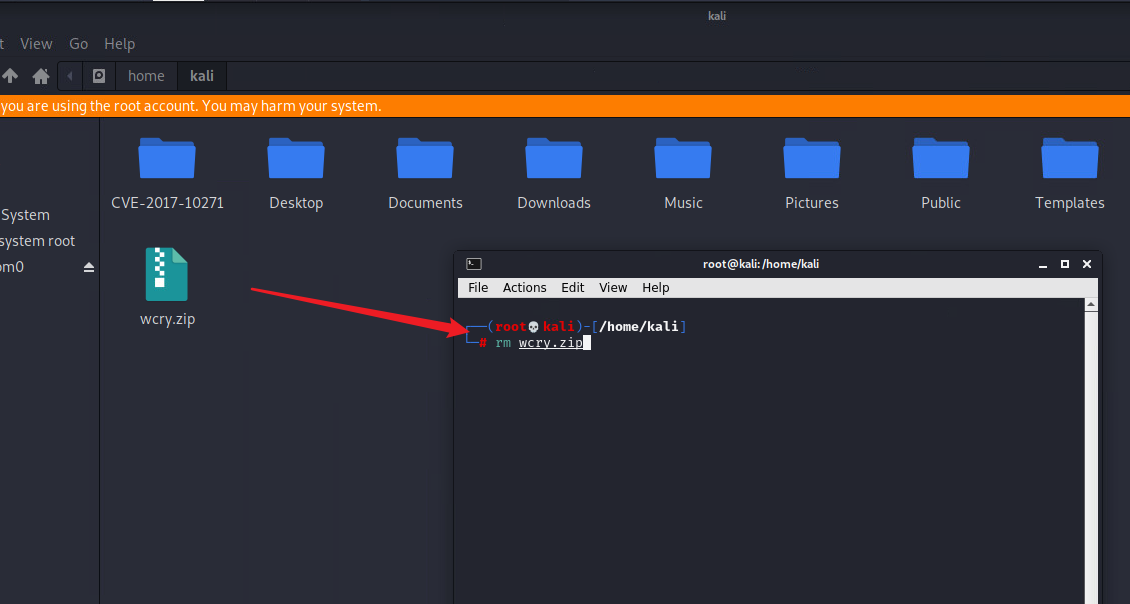 kali
t View Go Help
home kali
you are using the root account. You may harm your system.
CVE-2017-10271 Desktop Documents Downloads Music Pictures Public Templates
System
system root
om0
wcry.zip
root@kali: /home/kali
File Actions Edit View Help
(root💀kali)-[/home/kali]
# rm wcry.zip